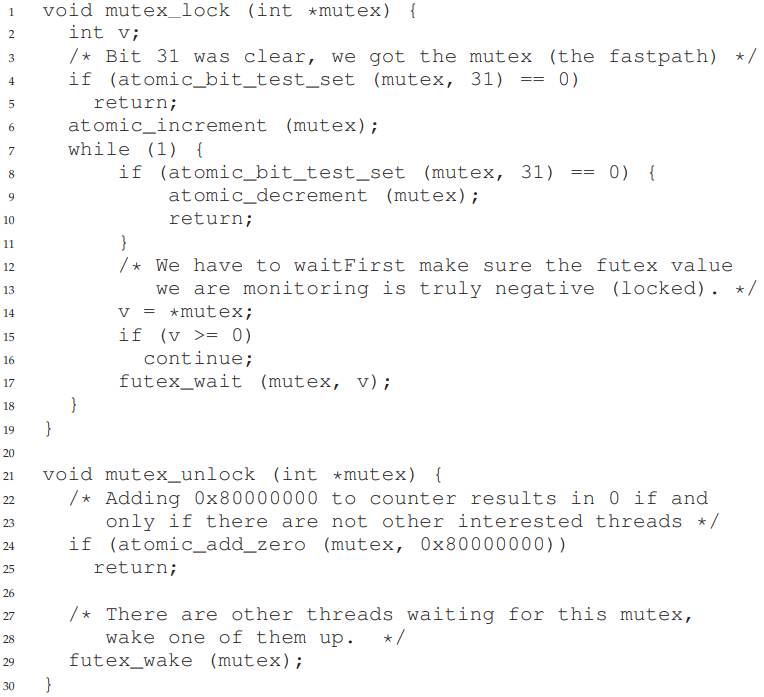 1 void mutex_lock (int *mutex) {
2 int v;
3 /* Bit 31 was clear, we got the mutex (the fastpath) */
4 if (atomic_bit_test_set (mutex, 31) == 0)
5 return;
6 atomic_increment (mutex);
7 while (1) {
8 if (atomic_bit_test_set (mutex, 31) == 0) {
9 atomic_decrement (mutex);
10 return;
11 }
12 /* We have to waitFirst make sure the futex value
13 we are monitoring is truly negative (locked). */
14 v = *mutex;
15 if (v >= 0)
16 continue;
17 futex_wait (mutex, v);
18 }
19 }
20
21 void mutex_unlock (int *mutex) {
22 /* Adding 0x80000000 to counter results in 0 if and
23 only if there are not other interested threads */
24 if (atomic_add_zero (mutex, 0x80000000))
25 return;
26
27 /* There are other threads waiting for this mutex,
28 wake one of them up. */
29 futex_wake (mutex);
30 }